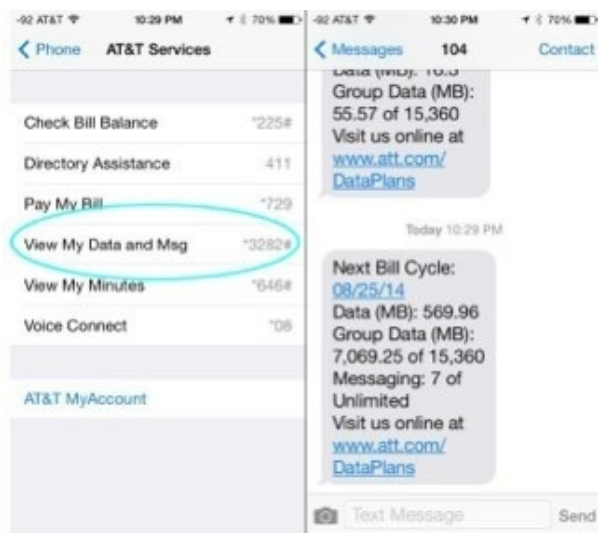 -92 AT&T 10:29 PM 70%
Phone AT&T Services
Check Bill Balance *225#
Directory Assistance 411
Pay My Bill *729
View My Data and Msg *3282#
View My Minutes *646#
Voice Connect *08
AT&T MyAccount
-92 AT&T 10:30 PM 70%
Messages 104 Contact
Data (MB): 16.3
Group Data (MB):
55.57 of 15,360
Visit us online at
www.att.com/
DataPlans
Today 10:29 PM
Next Bill Cycle:
08/25/14
Data (MB): 569.96
Group Data (MB):
7,069.25 of 15,360
Messaging: 7 of
Unlimited
Visit us online at
www.att.com/
DataPlans
Text Message Send